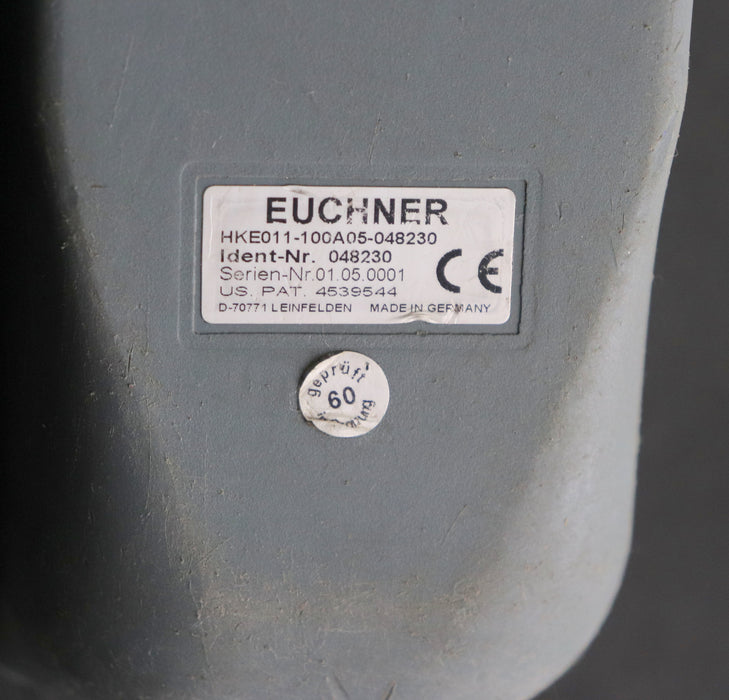 EUCHNER
HKE011-100A05-048230
Ident-Nr. 048230
Serien-Nr.01.05.0001
US. PAT. 4539544
CE
D-70771 LEINFELDEN MADE IN GERMANY
geprüft
60